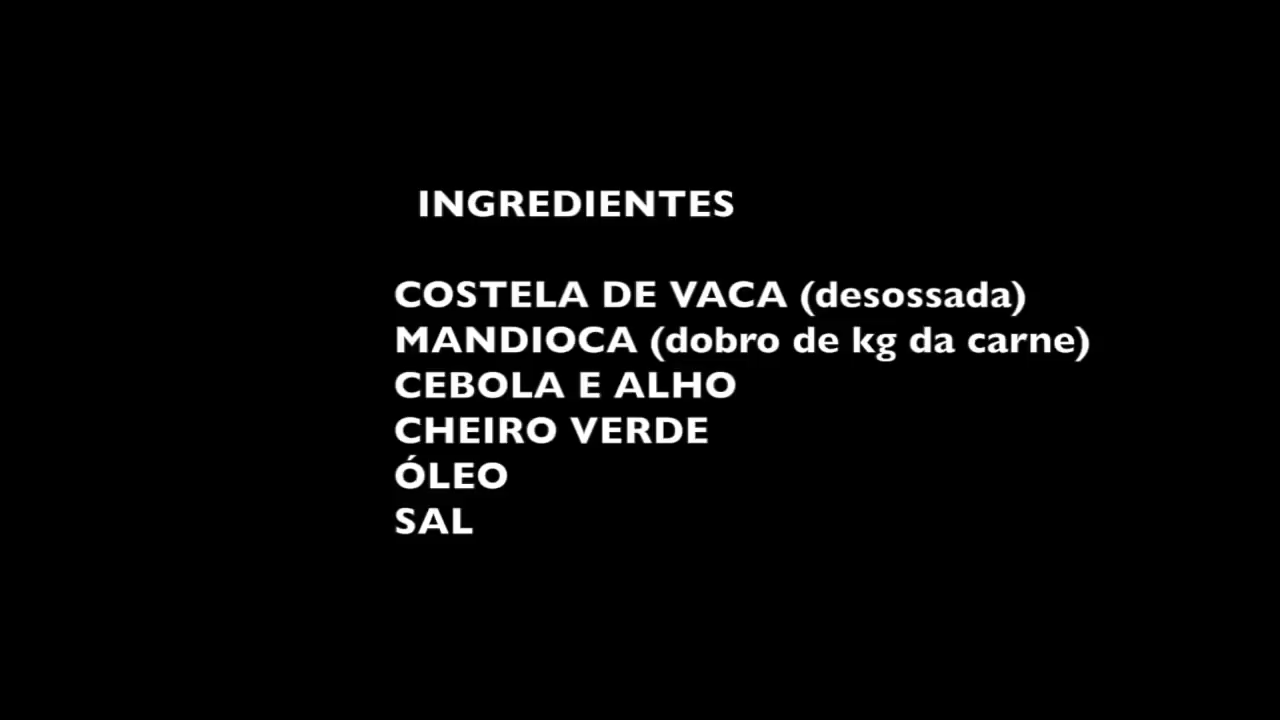 INGREDIENTES
COSTELA DE VACA (desossada)
MANDIOCA (dobro de kg da carne)
CEBOLA E ALHO
CHEIRO VERDE
ÓLEO
SAL